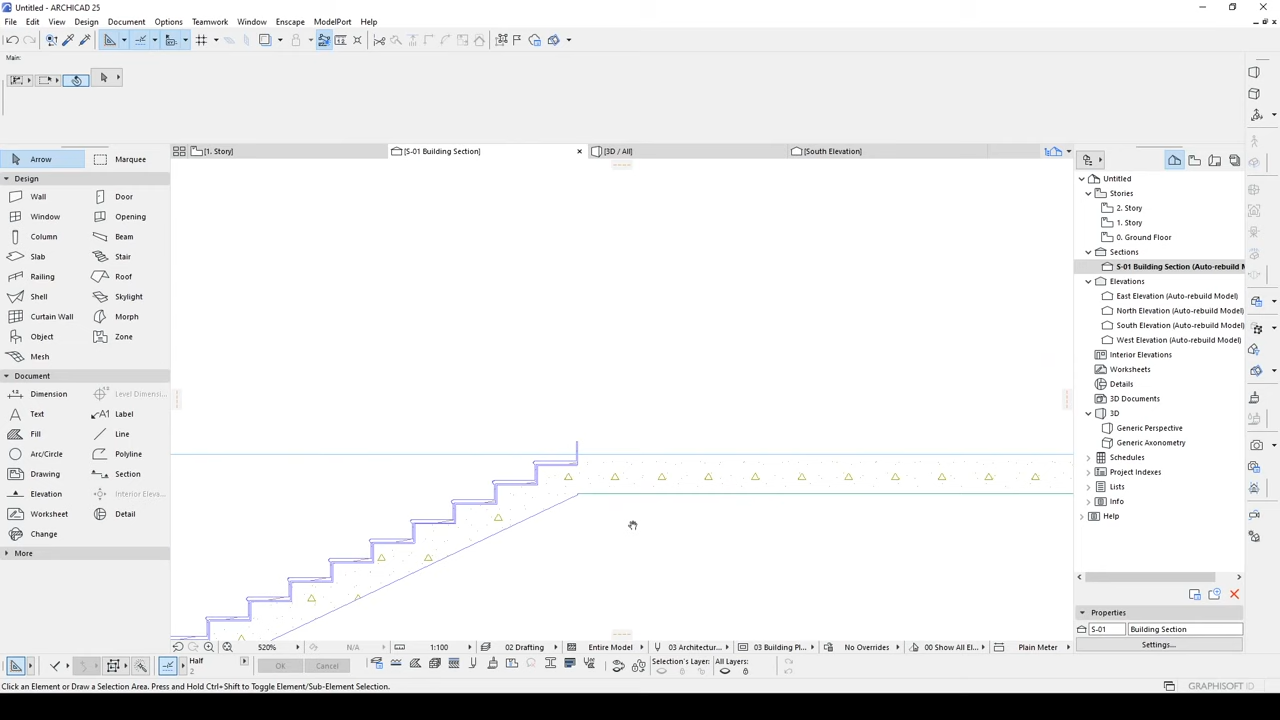 Untitled - ARCHICAD 25
File Edit View Design Document Options Teamwork Window Enscape ModelPort Help
Main:
[1. Story] [S-01 Building Section] [3D / All] [South Elevation]
Arrow Marquee
Design
Wall Door
Window Opening
Column Beam
Slab Stair
Railing Roof
Shell Skylight
Curtain Wall Morph
Object Zone
Mesh
Document
Dimension Level Dimensi...
Text A1 Label
Fill Line
Arc/Circle Polyline
Drawing Section
Elevation Interior Eleva...
Worksheet Detail
Change
More
Untitled
Stories
2. Story
1. Story
0. Ground Floor
Sections
S-01 Building Section (Auto-rebuild M
Elevations
East Elevation (Auto-rebuild Model)
North Elevation (Auto-rebuild Model)
South Elevation (Auto-rebuild Model)
West Elevation (Auto-rebuild Model)
Interior Elevations
Worksheets
Details
3D Documents
3D
Generic Perspective
Generic Axonometry
Schedules
Project Indexes
Lists
Info
Help
Properties
S-01 Building Section
Settings...
520% N/A 1:100 02 Drafting Entire Model 03 Architectur... 03 Building Pl... No Overrides 00 Show All El... Plain Meter
Half
2
OK Cancel
Selection's Layer: All Layers:
Click an Element or Draw a Selection Area. Press and Hold Ctrl+Shift to Toggle Element/Sub-Element Selection.
GRAPHISOFT